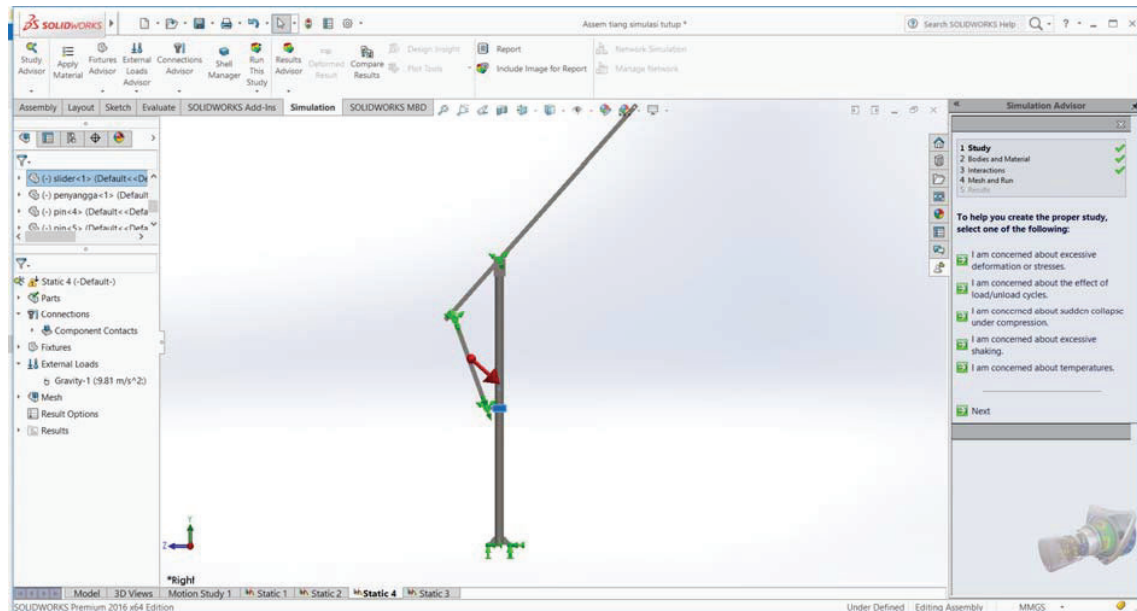 SOLIDWORKS
Assem tiang simulasi tutup *
Search SOLIDWORKS Help
Study Advisor
Apply Material
Fixtures Advisor
External Loads Advisor
Connections Advisor
Shell Manager
Run This Study
Results Advisor
Deformed Result
Compare Results
Design Insight
Plot Tools
Report
Include Image for Report
Network Simulation
Manage Network
Assembly Layout Sketch Evaluate SOLIDWORKS Add-Ins Simulation SOLIDWORKS MBD
(-) slider<1> (Default<<De
(-) penyangga<1> (Default
(-) pin<4> (Default<<Defa
(-) pin<5> (Default<<Defa
Static 4 (-Default-)
Parts
Connections
Component Contacts
Fixtures
External Loads
Gravity-1 (:9.81 m/s^2:)
Mesh
Result Options
Results
Y
Z
*Right
Simulation Advisor
1 Study
2 Bodies and Material
3 Interactions
4 Mesh and Run
5 Results
To help you create the proper study,
select one of the following:
I am concerned about excessive
deformation or stresses.
I am concerned about the effect of
load/unload cycles.
I am concerned about sudden collapse
under compression.
I am concerned about excessive
shaking.
I am concerned about temperatures.
Next
Model 3D Views Motion Study 1 Static 1 Static 2 Static 4 Static 3
SOLIDWORKS Premium 2016 x64 Edition
Under Defined Editing Assembly MMGS